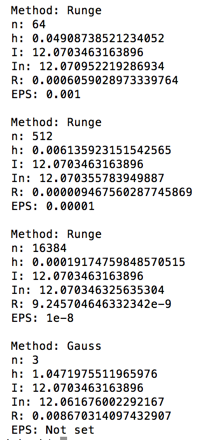 Method: Runge
n: 64
h: 0.04908738521234052
I: 12.0703463163896
In: 12.070952219286934
R: 0.0006059028973339764
EPS: 0.001
Method: Runge
n: 512
h: 0.006135923151542565
I: 12.0703463163896
In: 12.070355783949887
R: 0.000009467560287745869
EPS: 0.00001
Method: Runge
n: 16384
h: 0.00019174759848570515
I: 12.0703463163896
In: 12.070346325635304
R: 9.245704646332342e-9
EPS: 1e-8
Method: Gauss
n: 3
h: 1.0471975511965976
I: 12.0703463163896
In: 12.061676002292167
R: 0.008670314097432907
EPS: Not set